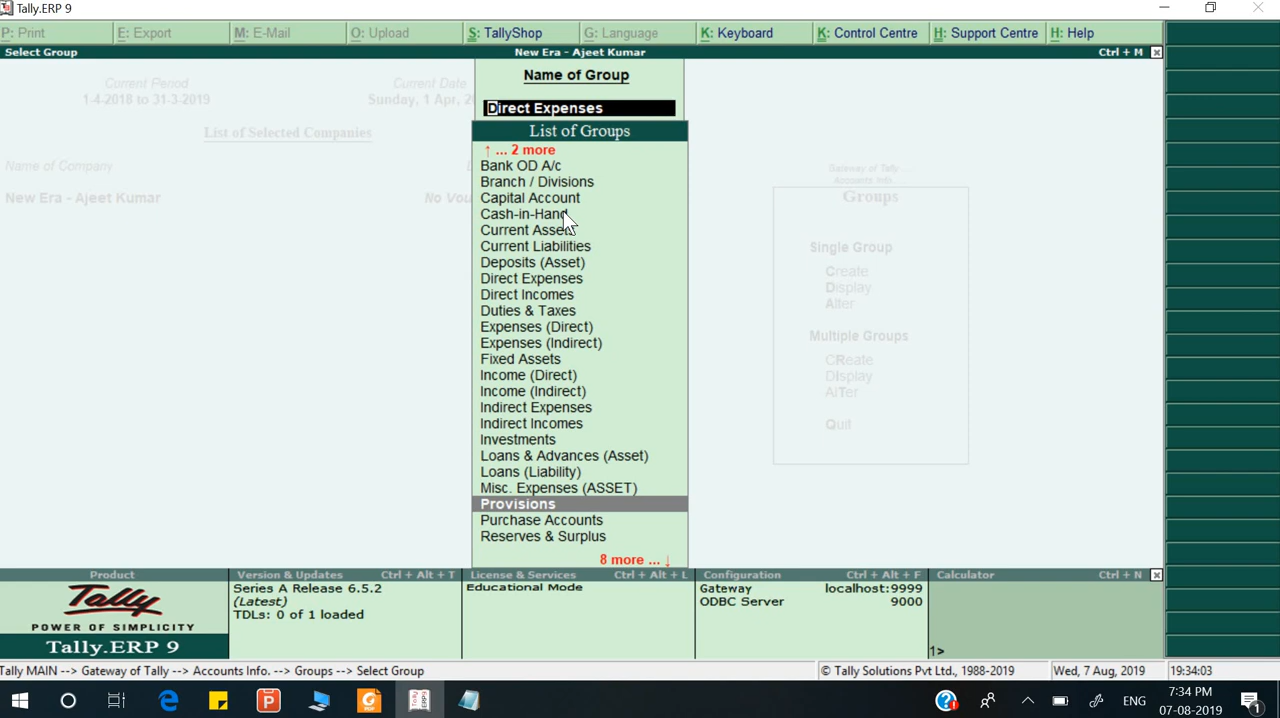 Tally.ERP 9
P: Print
E: Export
M: E-Mail
O: Upload
S: TallyShop
G: Language
K: Keyboard
K: Control Centre
H: Support Centre
H: Help
Select Group
New Era - Ajeet Kumar
Ctrl + M
Current Period
1-4-2018 to 31-3-2019
Current Date
Sunday, 1 Apr, 2
List of Selected Companies
Name of Company
New Era - Ajeet Kumar
No Vou
Name of Group
Direct Expenses
List of Groups
↑ ... 2 more
Bank OD A/c
Branch / Divisions
Capital Account
Cash-in-Hand
Current Assets
Current Liabilities
Deposits (Asset)
Direct Expenses
Direct Incomes
Duties & Taxes
Expenses (Direct)
Expenses (Indirect)
Fixed Assets
Income (Direct)
Income (Indirect)
Indirect Expenses
Indirect Incomes
Investments
Loans & Advances (Asset)
Loans (Liability)
Misc. Expenses (ASSET)
Provisions
Purchase Accounts
Reserves & Surplus
8 more ... ↓
Gateway of Tally ...
Accounts Info. ...
Groups
Single Group
Create
Display
Alter
Multiple Groups
CReate
DIsplay
AlTer
Quit
Product
Tally
POWER OF SIMPLICITY
Tally.ERP 9
Version & Updates Ctrl + Alt + T
Series A Release 6.5.2
(Latest)
TDLs: 0 of 1 loaded
License & Services Ctrl + Alt + L
Educational Mode
Configuration Ctrl + Alt + F
Gateway localhost:9999
ODBC Server 9000
Calculator Ctrl + N
1>
Tally MAIN --> Gateway of Tally --> Accounts Info. --> Groups --> Select Group
© Tally Solutions Pvt Ltd., 1988-2019
Wed, 7 Aug, 2019
19:34:03
ENG
7:34 PM
07-08-2019